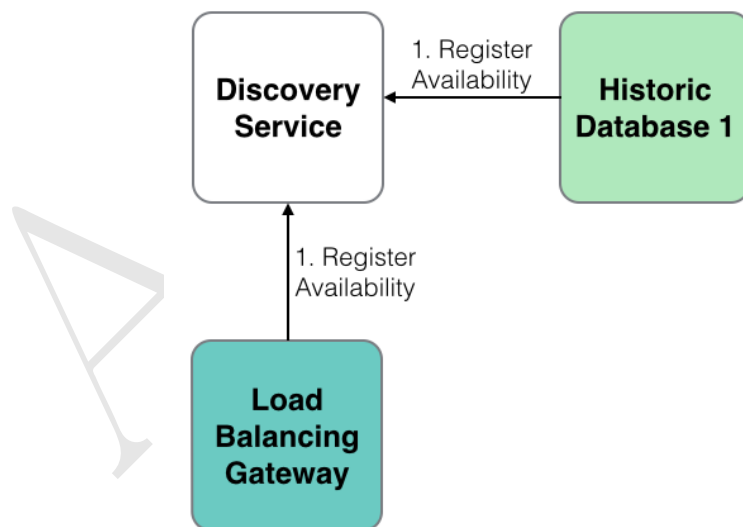 1. Register
Availability
Discovery
Service
Historic
Database 1
1. Register
Availability
Load
Balancing
Gateway